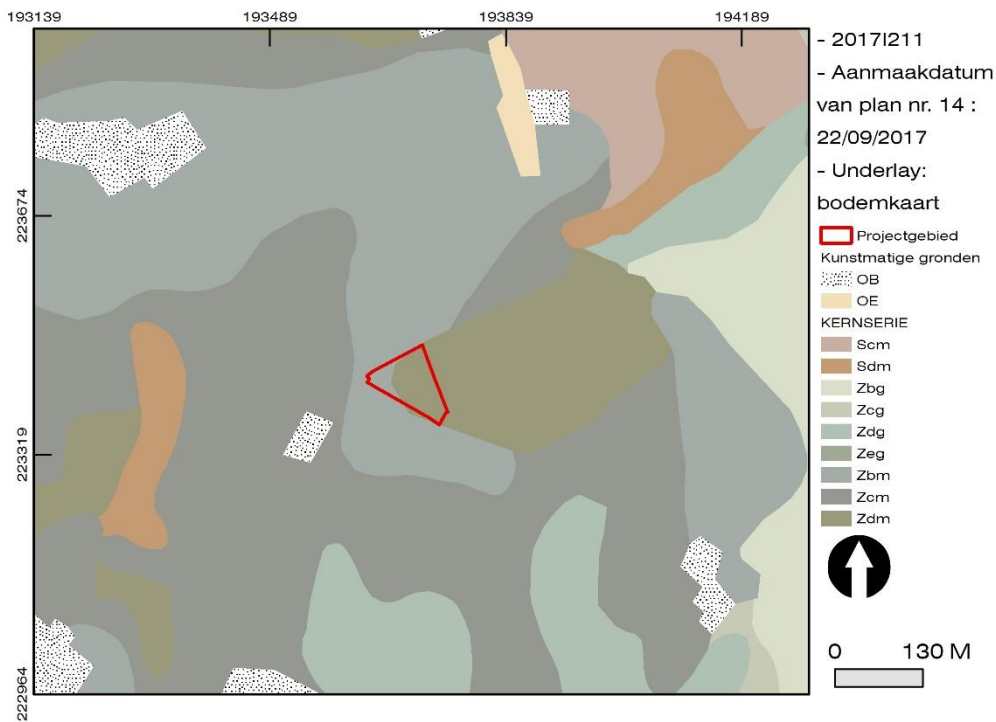 193139 193489 193839 194189
223674
223319
222964
- 2017I211
- Aanmaakdatum
van plan nr. 14 :
22/09/2017
- Underlay:
bodemkaart
Projectgebied
Kunstmatige gronden
OB
OE
KERNSERIE
Scm
Sdm
Zbg
Zcg
Zdg
Zeg
Zbm
Zcm
Zdm
0 130 M